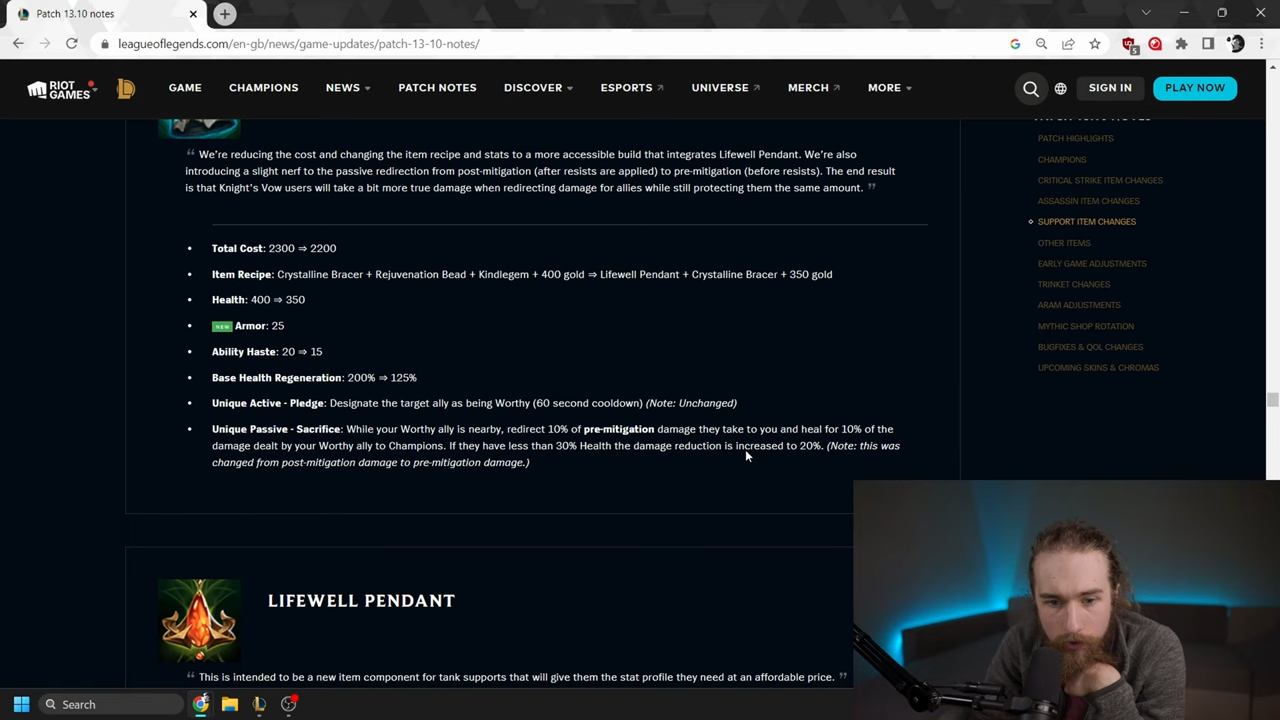 Patch 13.10 notes
leagueoflegends.com/en-gb/news/game-updates/patch-13-10-notes/
5
RIOT GAMES
GAME
CHAMPIONS
NEWS
PATCH NOTES
DISCOVER
ESPORTS
UNIVERSE
MERCH
MORE
SIGN IN
PLAY NOW
“ We're reducing the cost and changing the item recipe and stats to a more accessible build that integrates Lifewell Pendant. We're also
introducing a slight nerf to the passive redirection from post-mitigation (after resists are applied) to pre-mitigation (before resists). The end result
is that Knight's Vow users will take a bit more true damage when redirecting damage for allies while still protecting them the same amount. ”
• Total Cost: 2300 ⇒ 2200
• Item Recipe: Crystalline Bracer + Rejuvenation Bead + Kindlegem + 400 gold ⇒ Lifewell Pendant + Crystalline Bracer + 350 gold
• Health: 400 ⇒ 350
• NEW Armor: 25
• Ability Haste: 20 ⇒ 15
• Base Health Regeneration: 200% ⇒ 125%
• Unique Active - Pledge: Designate the target ally as being Worthy (60 second cooldown) (Note: Unchanged)
• Unique Passive - Sacrifice: While your Worthy ally is nearby, redirect 10% of pre-mitigation damage they take to you and heal for 10% of the
damage dealt by your Worthy ally to Champions. If they have less than 30% Health the damage reduction is increased to 20%. (Note: this was
changed from post-mitigation damage to pre-mitigation damage.)
LIFEWELL PENDANT
“ This is intended to be a new item component for tank supports that will give them the stat profile they need at an affordable price. ”
PATCH HIGHLIGHTS
CHAMPIONS
CRITICAL STRIKE ITEM CHANGES
ASSASSIN ITEM CHANGES
SUPPORT ITEM CHANGES
OTHER ITEMS
EARLY GAME ADJUSTMENTS
TRINKET CHANGES
ARAM ADJUSTMENTS
MYTHIC SHOP ROTATION
BUGFIXES & QOL CHANGES
UPCOMING SKINS & CHROMAS
Search